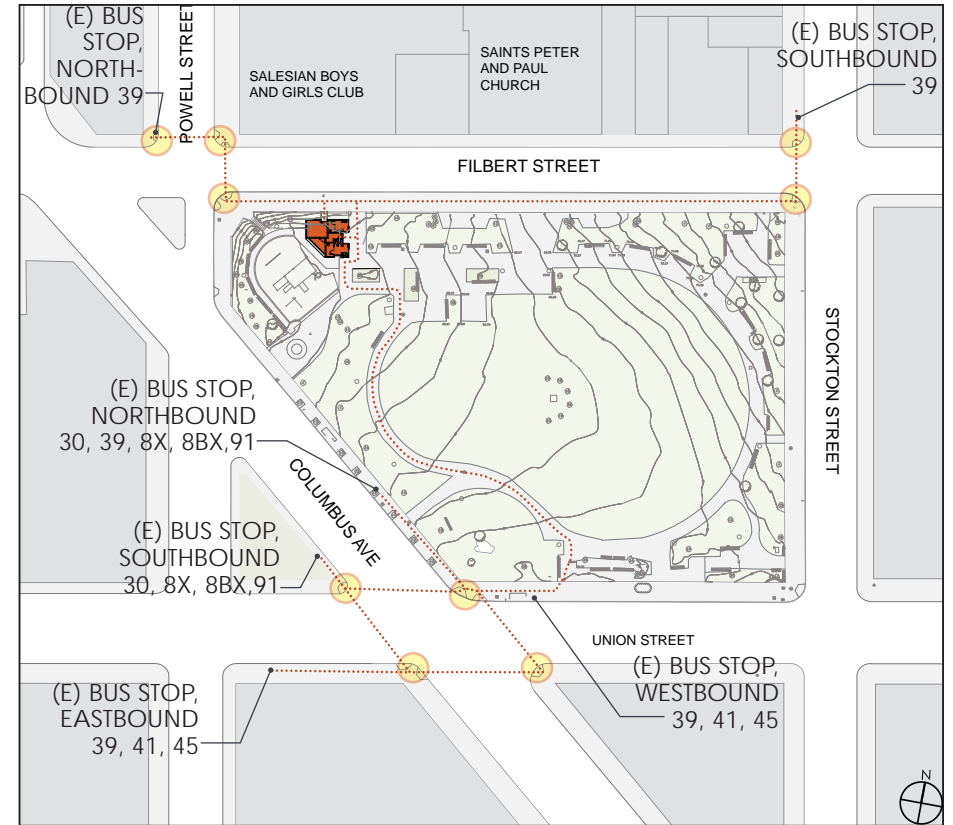 (E) BUS
STOP,
NORTH-
BOUND 39
POWELL STREET
SALESIAN BOYS
AND GIRLS CLUB
SAINTS PETER
AND PAUL
CHURCH
(E) BUS STOP,
SOUTHBOUND
39
FILBERT STREET
STOCKTON STREET
(E) BUS STOP,
NORTHBOUND
30, 39, 8X, 8BX,91
COLUMBUS AVE
(E) BUS STOP,
SOUTHBOUND
30, 8X, 8BX,91
UNION STREET
(E) BUS STOP,
WESTBOUND
39, 41, 45
(E) BUS STOP,
EASTBOUND
39, 41, 45
N